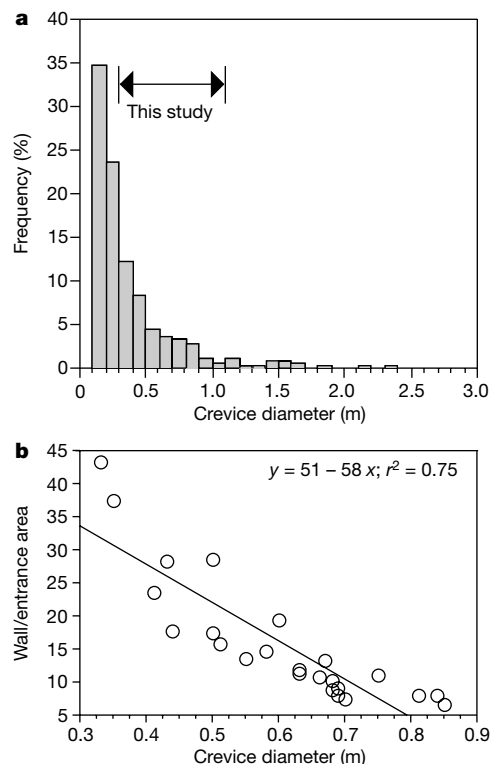 a
40
35
30
25
20
15
10
5
0
Frequency (%)
This study
0 0.5 1.0 1.5 2.0 2.5 3.0
Crevice diameter (m)
b
45
40
35
30
25
20
15
10
5
Wall/entrance area
y = 51 – 58 x; r² = 0.75
0.3 0.4 0.5 0.6 0.7 0.8 0.9
Crevice diameter (m)